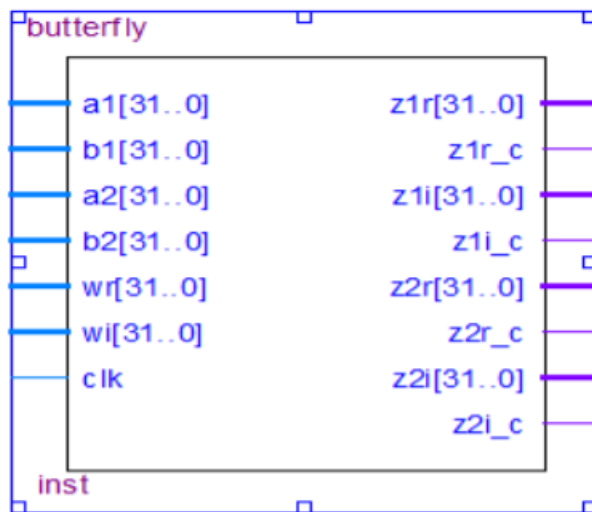 butterfly
a1[31..0]
b1[31..0]
a2[31..0]
b2[31..0]
wr[31..0]
wi[31..0]
clk
z1r[31..0]
z1r_c
z1i[31..0]
z1i_c
z2r[31..0]
z2r_c
z2i[31..0]
z2i_c
inst